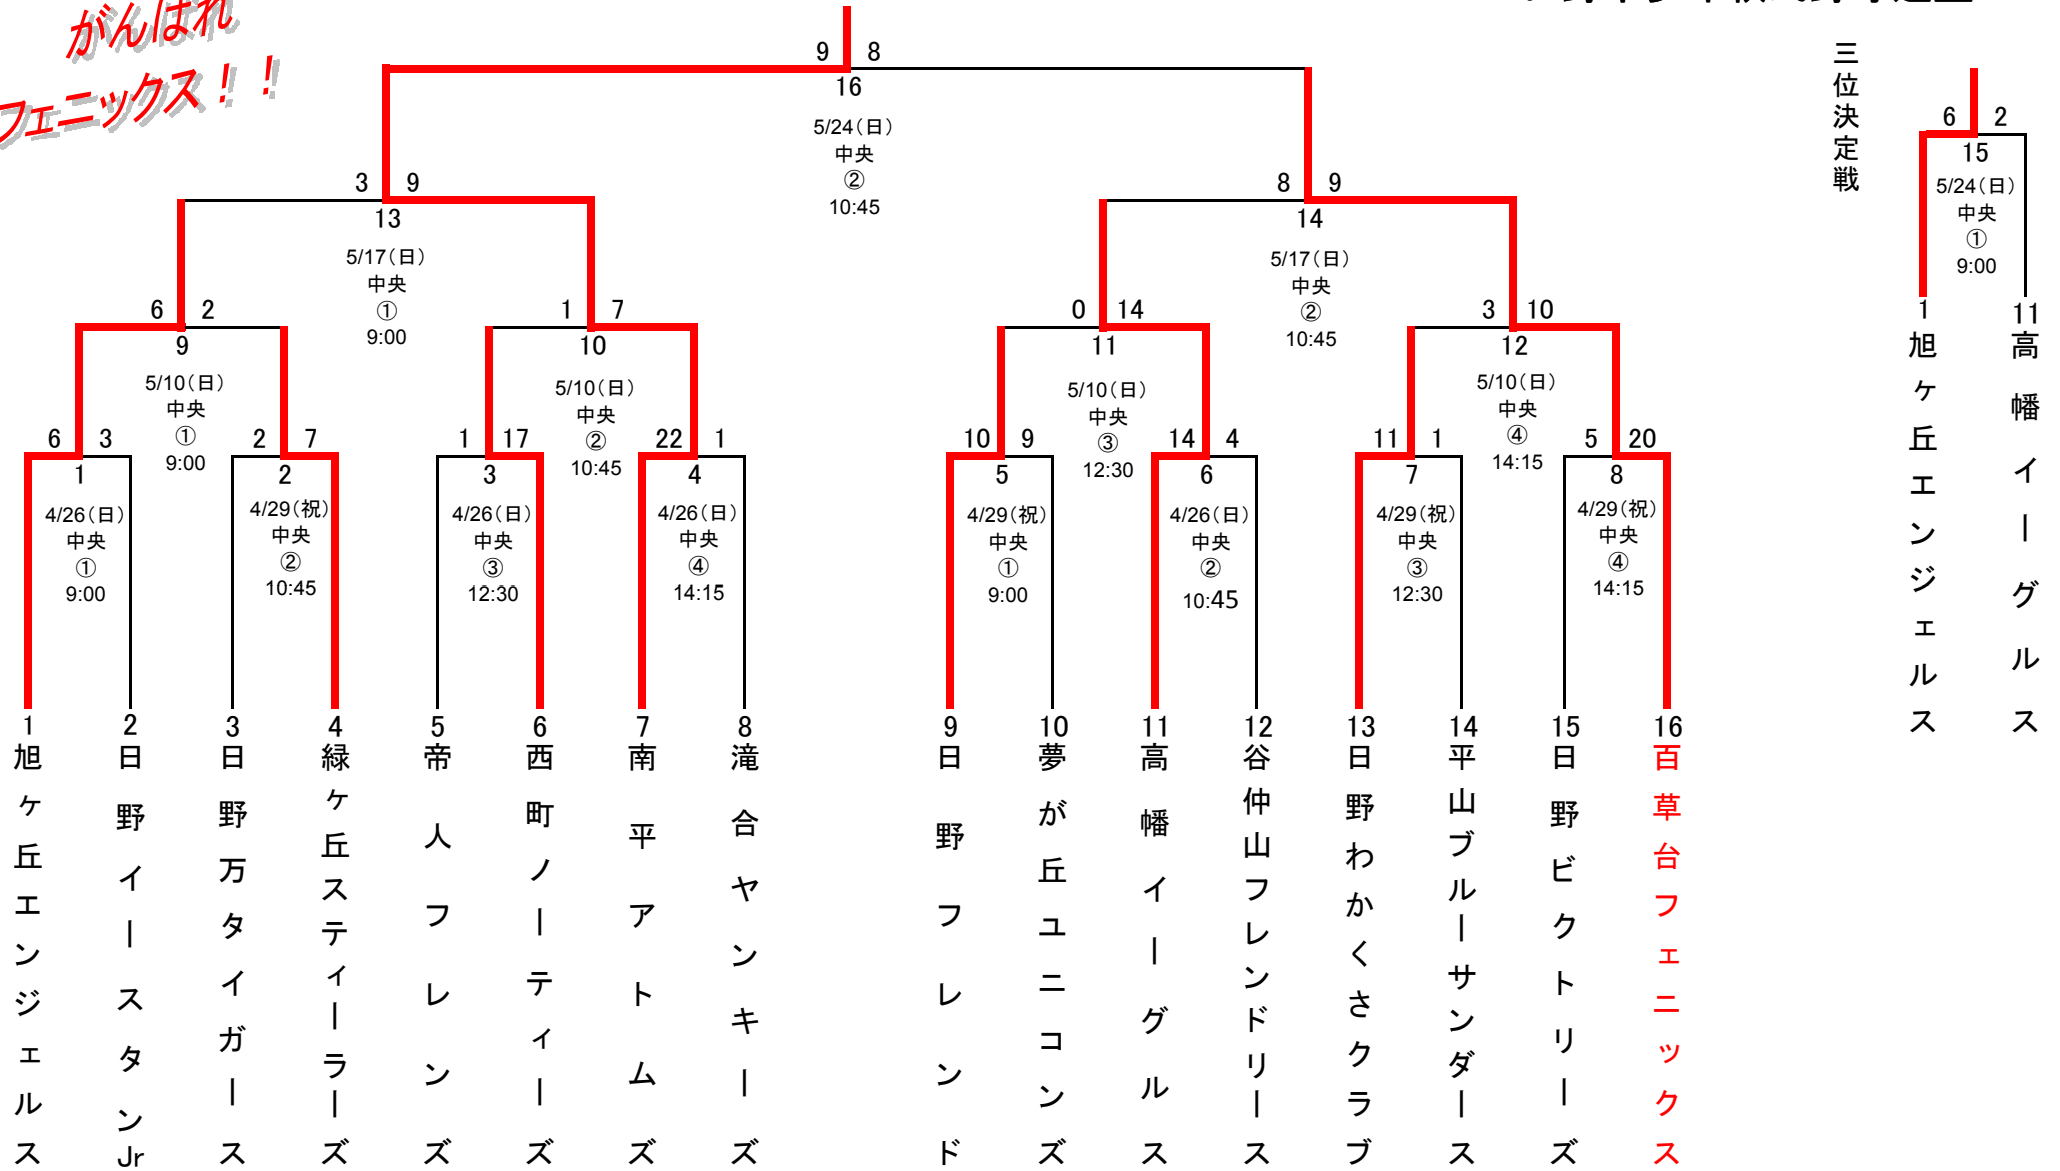 がんばれ
フェニックス！！
三位決定戦
9 8
16
5/24（日）
中央
②
10:45
6 2
15
5/24（日）
中央
①
9:00
1 旭ヶ丘エンジェルス
11 高幡イーグルス
3 9
13
5/17（日）
中央
①
9:00
8 9
14
5/17（日）
中央
②
10:45
6 2
9
5/10（日）
中央
①
9:00
1 7
10
5/10（日）
中央
②
10:45
0 14
11
5/10（日）
中央
③
12:30
3 10
12
5/10（日）
中央
④
14:15
6 3
1
4/26（日）
中央
①
9:00
2 7
2
4/29（祝）
中央
②
10:45
1 17
3
4/26（日）
中央
③
12:30
22 1
4
4/26（日）
中央
④
14:15
10 9
5
4/29（祝）
中央
①
9:00
14 4
6
4/26（日）
中央
②
10:45
11 1
7
4/29（祝）
中央
③
12:30
5 20
8
4/29（祝）
中央
④
14:15
1 旭ヶ丘エンジェルス
2 日野イースタンJr
3 日野万タイガース
4 緑ヶ丘スティーラーズ
5 帝人フレンズ
6 西町ノーティーズ
7 南平アトムズ
8 滝合ヤンキーズ
9 日野フレンド
10 夢が丘ユニコンズ
11 高幡イーグルス
12 谷仲山フレンドリース
13 日野わかくさクラブ
14 平山ブルーサンダース
15 日野ビクトリーズ
16 百草台フェニックス